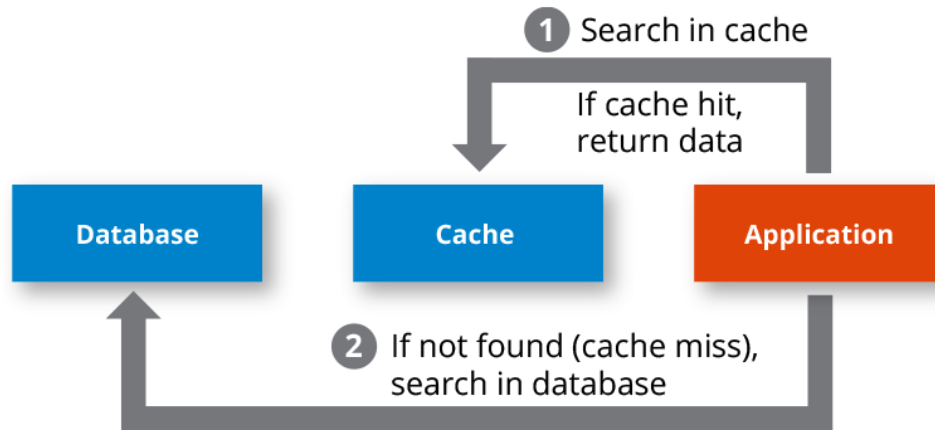 1 Search in cache
If cache hit,
return data
Database
Cache
Application
2 If not found (cache miss),
search in database